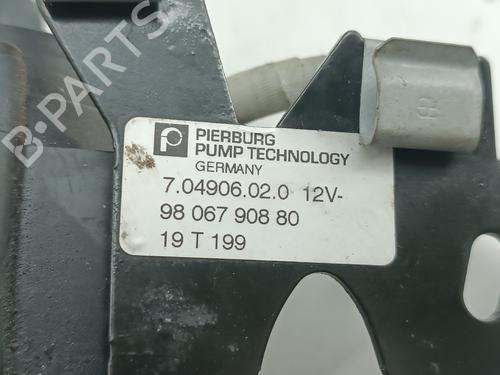 PIERBURG
PUMP TECHNOLOGY
GERMANY
7.04906.02.0 12V-
98 067 908 80
19 T 199
B-PARTS